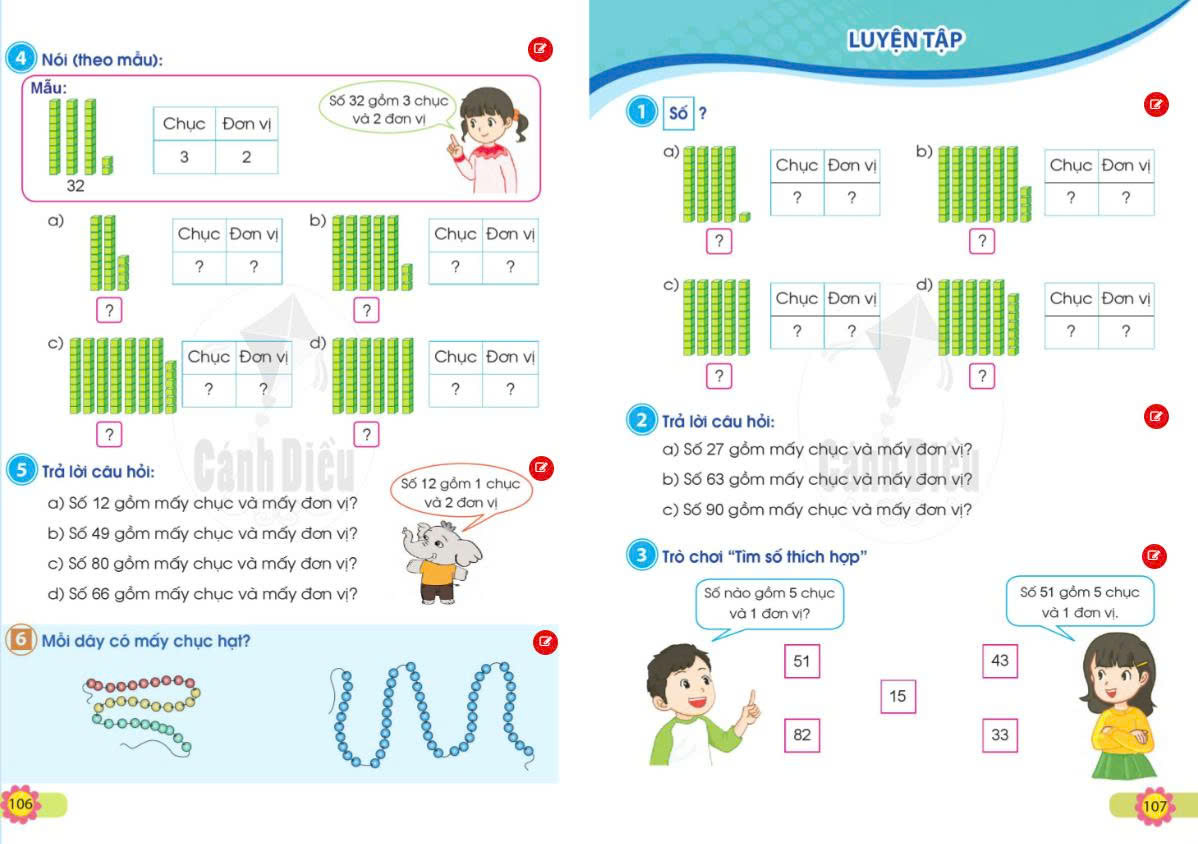 4 Nói (theo mẫu):
Mẫu:
Chục Đơn vị
3 2
32
Số 32 gồm 3 chục
và 2 đơn vị
a)
Chục Đơn vị
? ?
?
b)
Chục Đơn vị
? ?
?
c)
Chục Đơn vị
? ?
?
d)
Chục Đơn vị
? ?
?
5 Trả lời câu hỏi:
a) Số 12 gồm mấy chục và mấy đơn vị?
b) Số 49 gồm mấy chục và mấy đơn vị?
c) Số 80 gồm mấy chục và mấy đơn vị?
d) Số 66 gồm mấy chục và mấy đơn vị?
Số 12 gồm 1 chục
và 2 đơn vị
Cánh Diều
6 Mỗi dây có mấy chục hạt?
106
LUYỆN TẬP
1 Số ?
a)
Chục Đơn vị
? ?
?
b)
Chục Đơn vị
? ?
?
c)
Chục Đơn vị
? ?
?
d)
Chục Đơn vị
? ?
?
2 Trả lời câu hỏi:
a) Số 27 gồm mấy chục và mấy đơn vị?
b) Số 63 gồm mấy chục và mấy đơn vị?
c) Số 90 gồm mấy chục và mấy đơn vị?
Cánh Diều
3 Trò chơi “Tìm số thích hợp”
Số nào gồm 5 chục
và 1 đơn vị?
Số 51 gồm 5 chục
và 1 đơn vị.
51
43
15
82
33
107